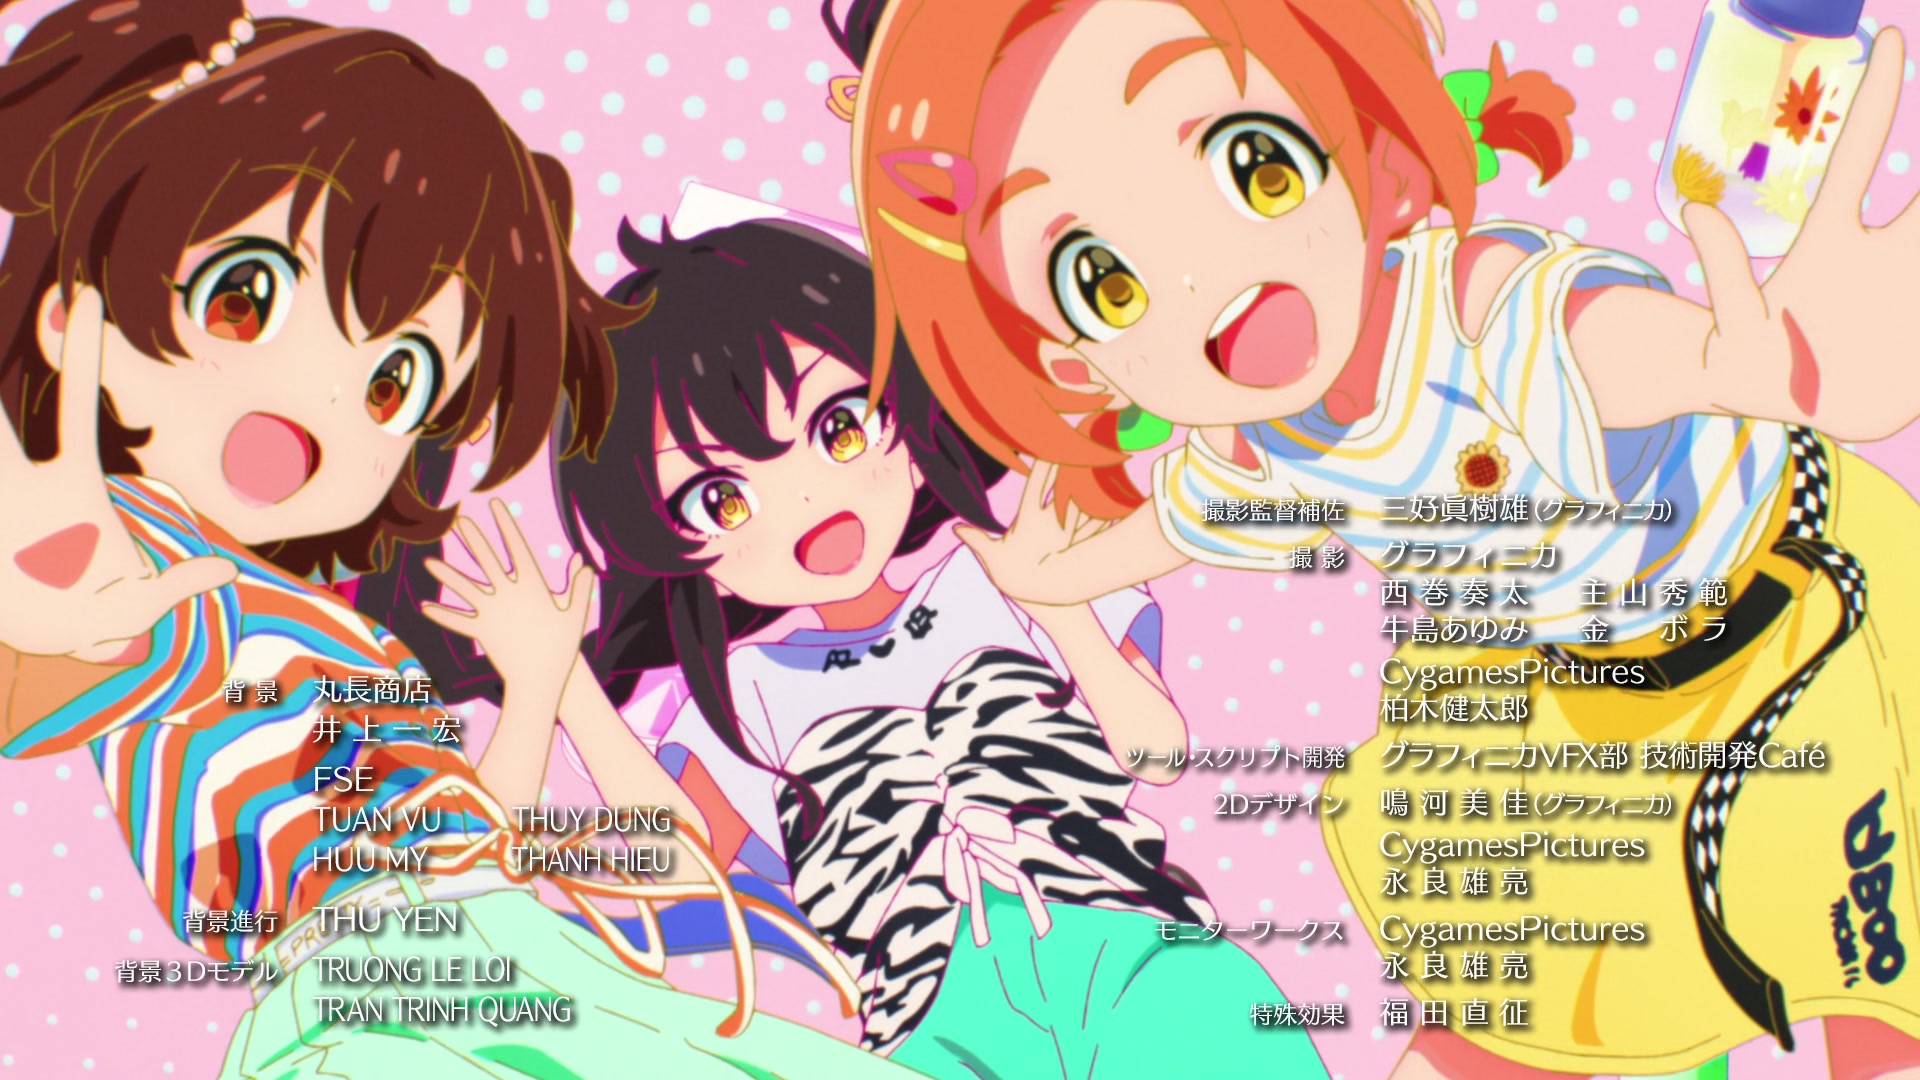 背景 丸長商店
井上一宏
FSE
TUAN VU THUY DUNG
HUU MY THANH HIEU
背景進行 THU YEN
背景3Dモデル TRUONG LE LOI
TRAN TRINH QUANG
撮影監督補佐 三好眞樹雄(グラフィニカ)
撮影 グラフィニカ
西巻奏太 主山秀範
牛島あゆみ 金ボラ
CygamesPictures
柏木健太郎
ツール・スクリプト開発 グラフィニカVFX部 技術開発Café
2Dデザイン 鳴河美佳(グラフィニカ)
CygamesPictures
永良雄亮
モニターワークス CygamesPictures
永良雄亮
特殊効果 福田直征